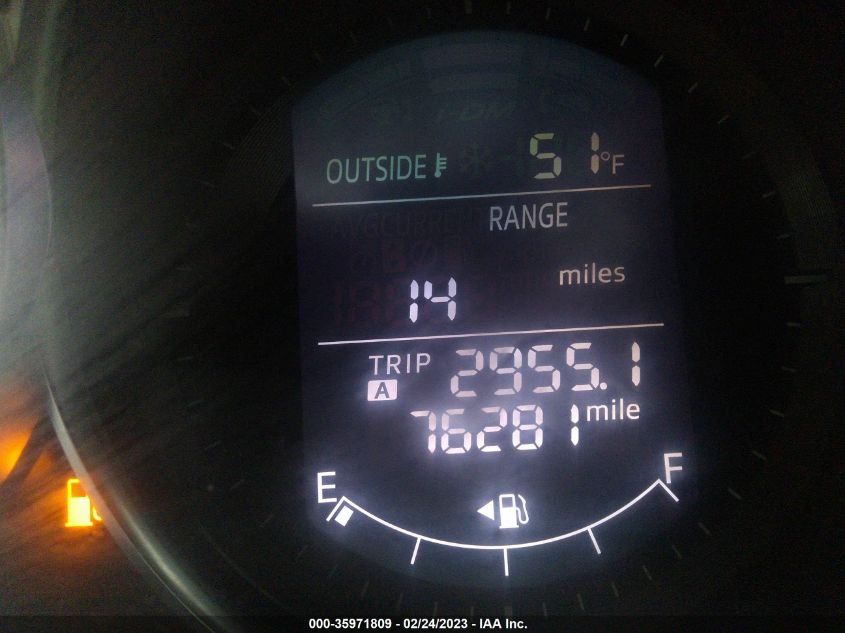 OUTSIDE 51°F
RANGE
14 miles
TRIP A 2955.1
76281 mile
E F
000-35971809 - 02/24/2023 - IAA Inc.